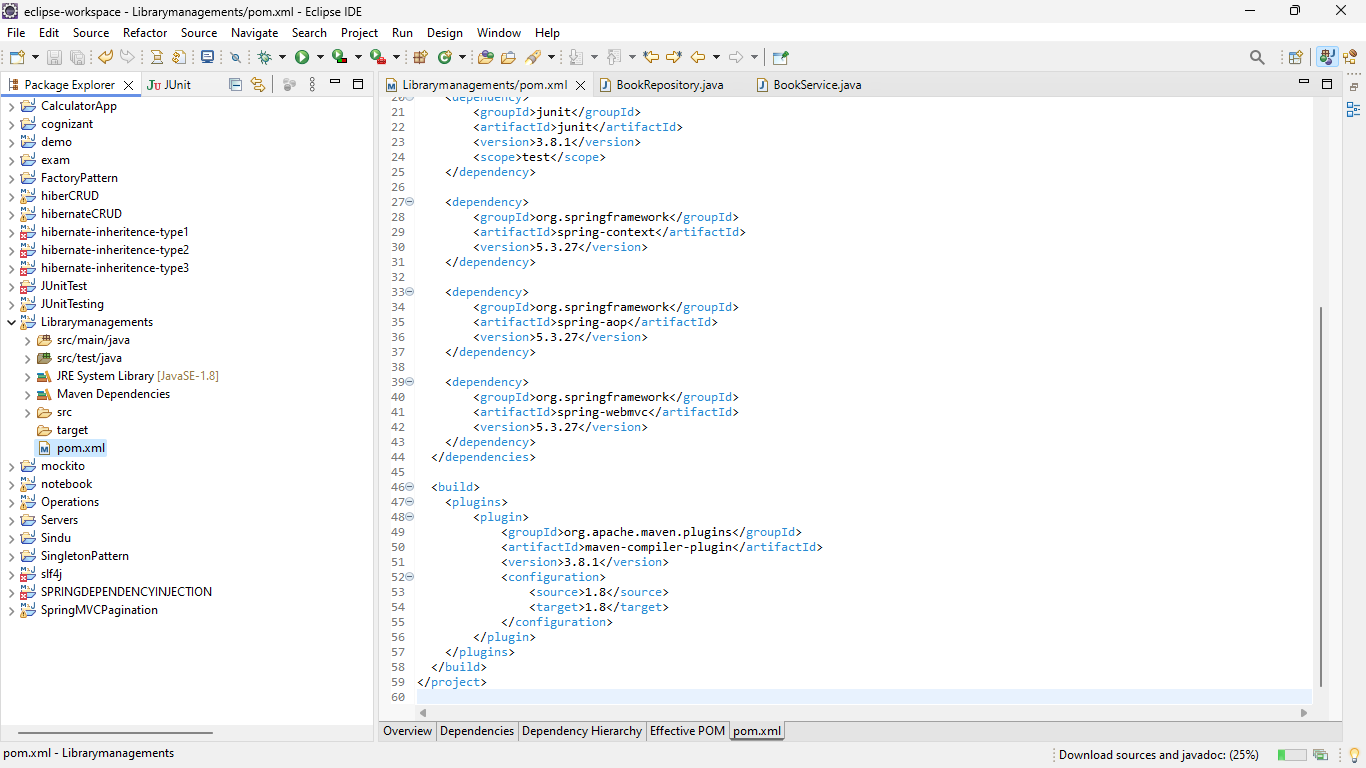 eclipse-workspace - Librarymanagements/pom.xml - Eclipse IDE
File Edit Source Refactor Source Navigate Search Project Run Design Window Help
Package Explorer
JUnit
CalculatorApp
cognizant
demo
exam
FactoryPattern
hiberCRUD
hibernateCRUD
hibernate-inheritence-type1
hibernate-inheritence-type2
hibernate-inheritence-type3
JUnitTest
JUnitTesting
Librarymanagements
src/main/java
src/test/java
JRE System Library [JavaSE-1.8]
Maven Dependencies
src
target
pom.xml
mockito
notebook
Operations
Servers
Sindu
SingletonPattern
slf4j
SPRINGDEPENDENCYINJECTION
SpringMVCPagination
Librarymanagements/pom.xml
BookRepository.java
BookService.java
20 <dependency>
21 <groupId>junit</groupId>
22 <artifactId>junit</artifactId>
23 <version>3.8.1</version>
24 <scope>test</scope>
25 </dependency>
26
27 <dependency>
28 <groupId>org.springframework</groupId>
29 <artifactId>spring-context</artifactId>
30 <version>5.3.27</version>
31 </dependency>
32
33 <dependency>
34 <groupId>org.springframework</groupId>
35 <artifactId>spring-aop</artifactId>
36 <version>5.3.27</version>
37 </dependency>
38
39 <dependency>
40 <groupId>org.springframework</groupId>
41 <artifactId>spring-webmvc</artifactId>
42 <version>5.3.27</version>
43 </dependency>
44 </dependencies>
45
46 <build>
47 <plugins>
48 <plugin>
49 <groupId>org.apache.maven.plugins</groupId>
50 <artifactId>maven-compiler-plugin</artifactId>
51 <version>3.8.1</version>
52 <configuration>
53 <source>1.8</source>
54 <target>1.8</target>
55 </configuration>
56 </plugin>
57 </plugins>
58 </build>
59 </project>
60
Overview Dependencies Dependency Hierarchy Effective POM pom.xml
pom.xml - Librarymanagements
Download sources and javadoc: (25%)